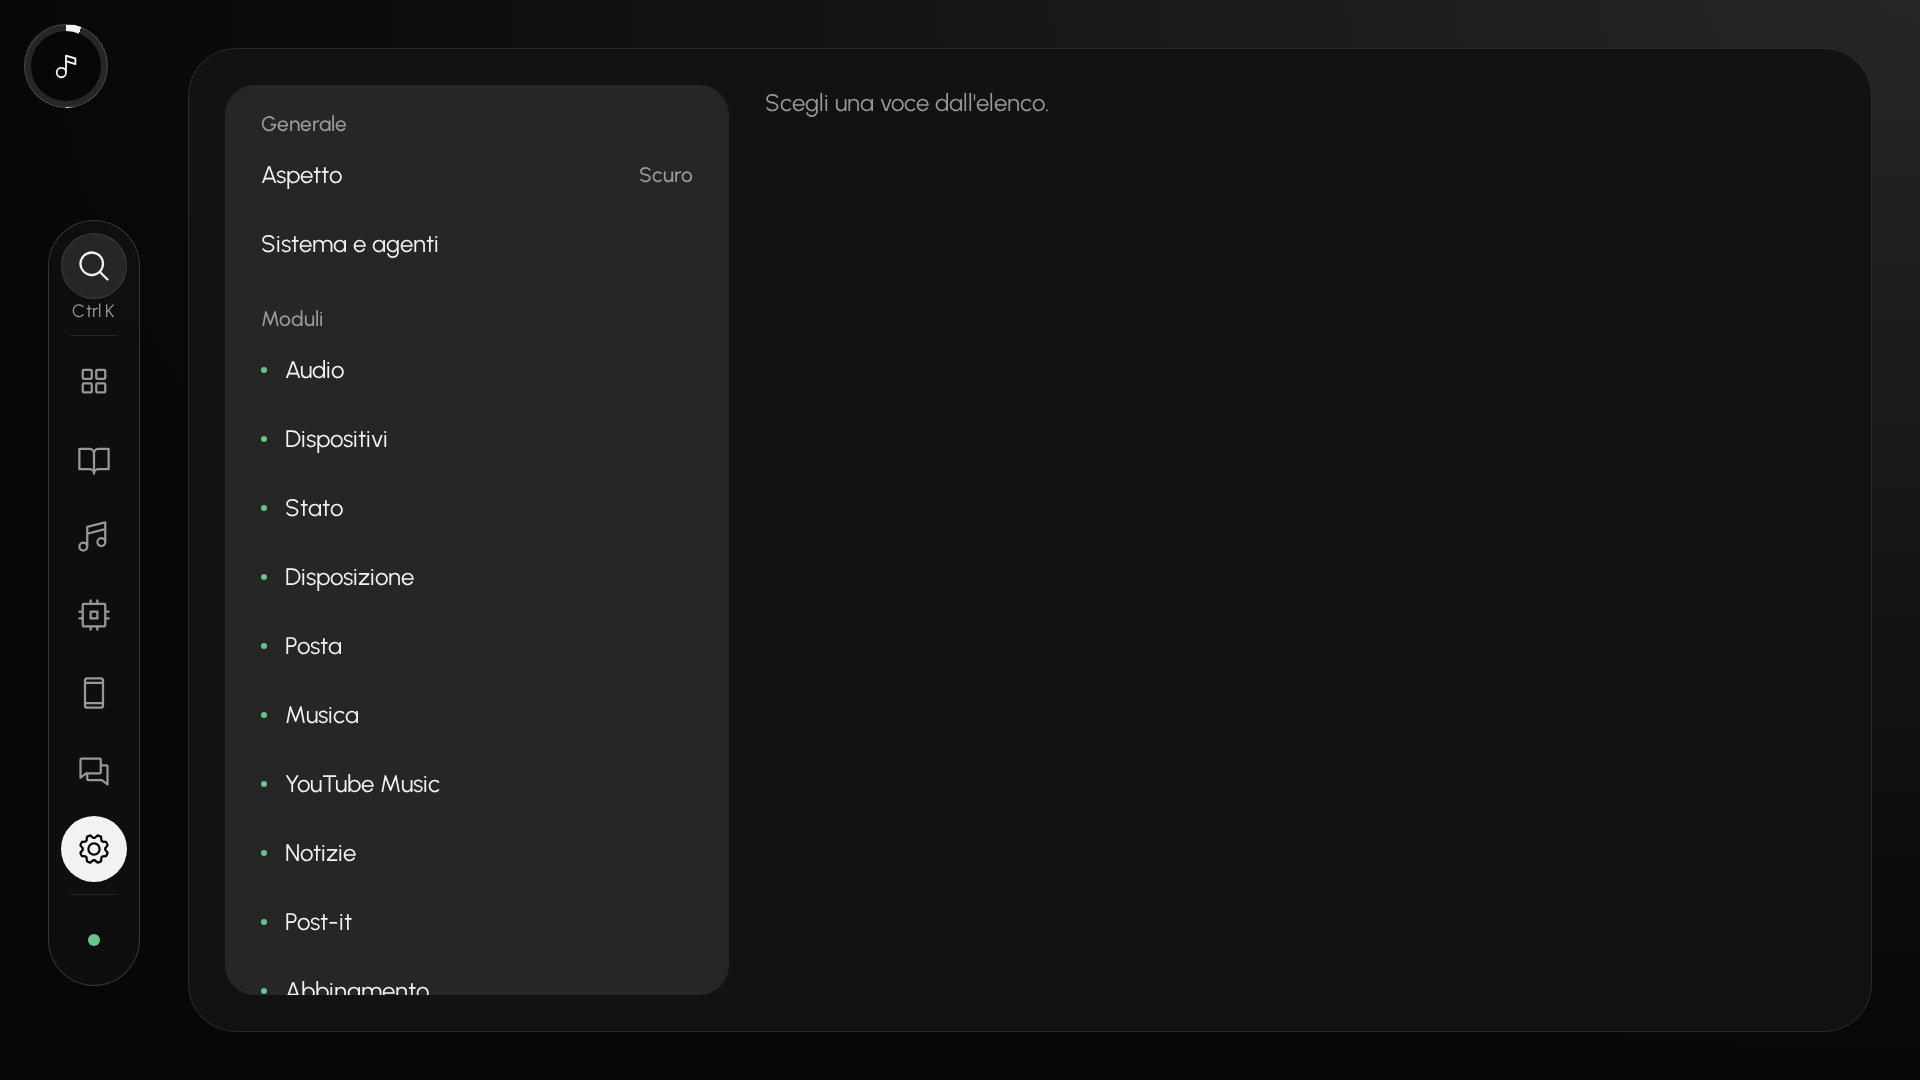 Scegli una voce dall'elenco.
Generale
Aspetto Scuro
Sistema e agenti
Ctrl K
Moduli
Audio
Dispositivi
Stato
Disposizione
Posta
Musica
YouTube Music
Notizie
Post-it
Abbinamento